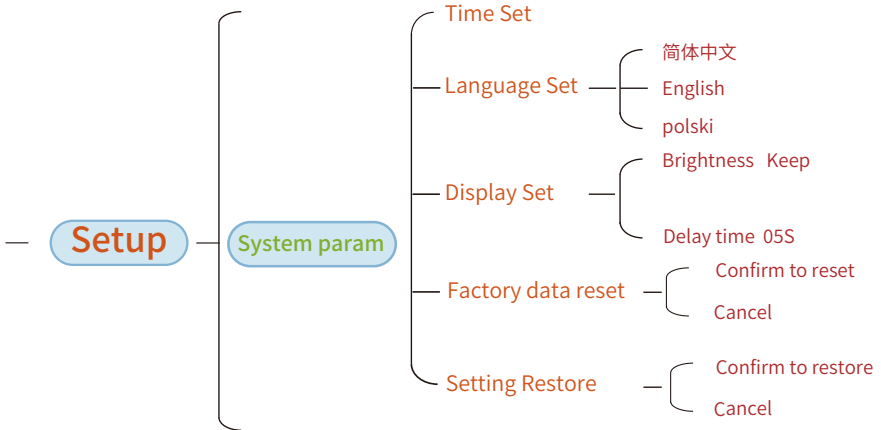 Setup
System param
Time Set
Language Set
简体中文
English
polski
Display Set
Brightness Keep
Delay time 05S
Factory data reset
Confirm to reset
Cancel
Setting Restore
Confirm to restore
Cancel